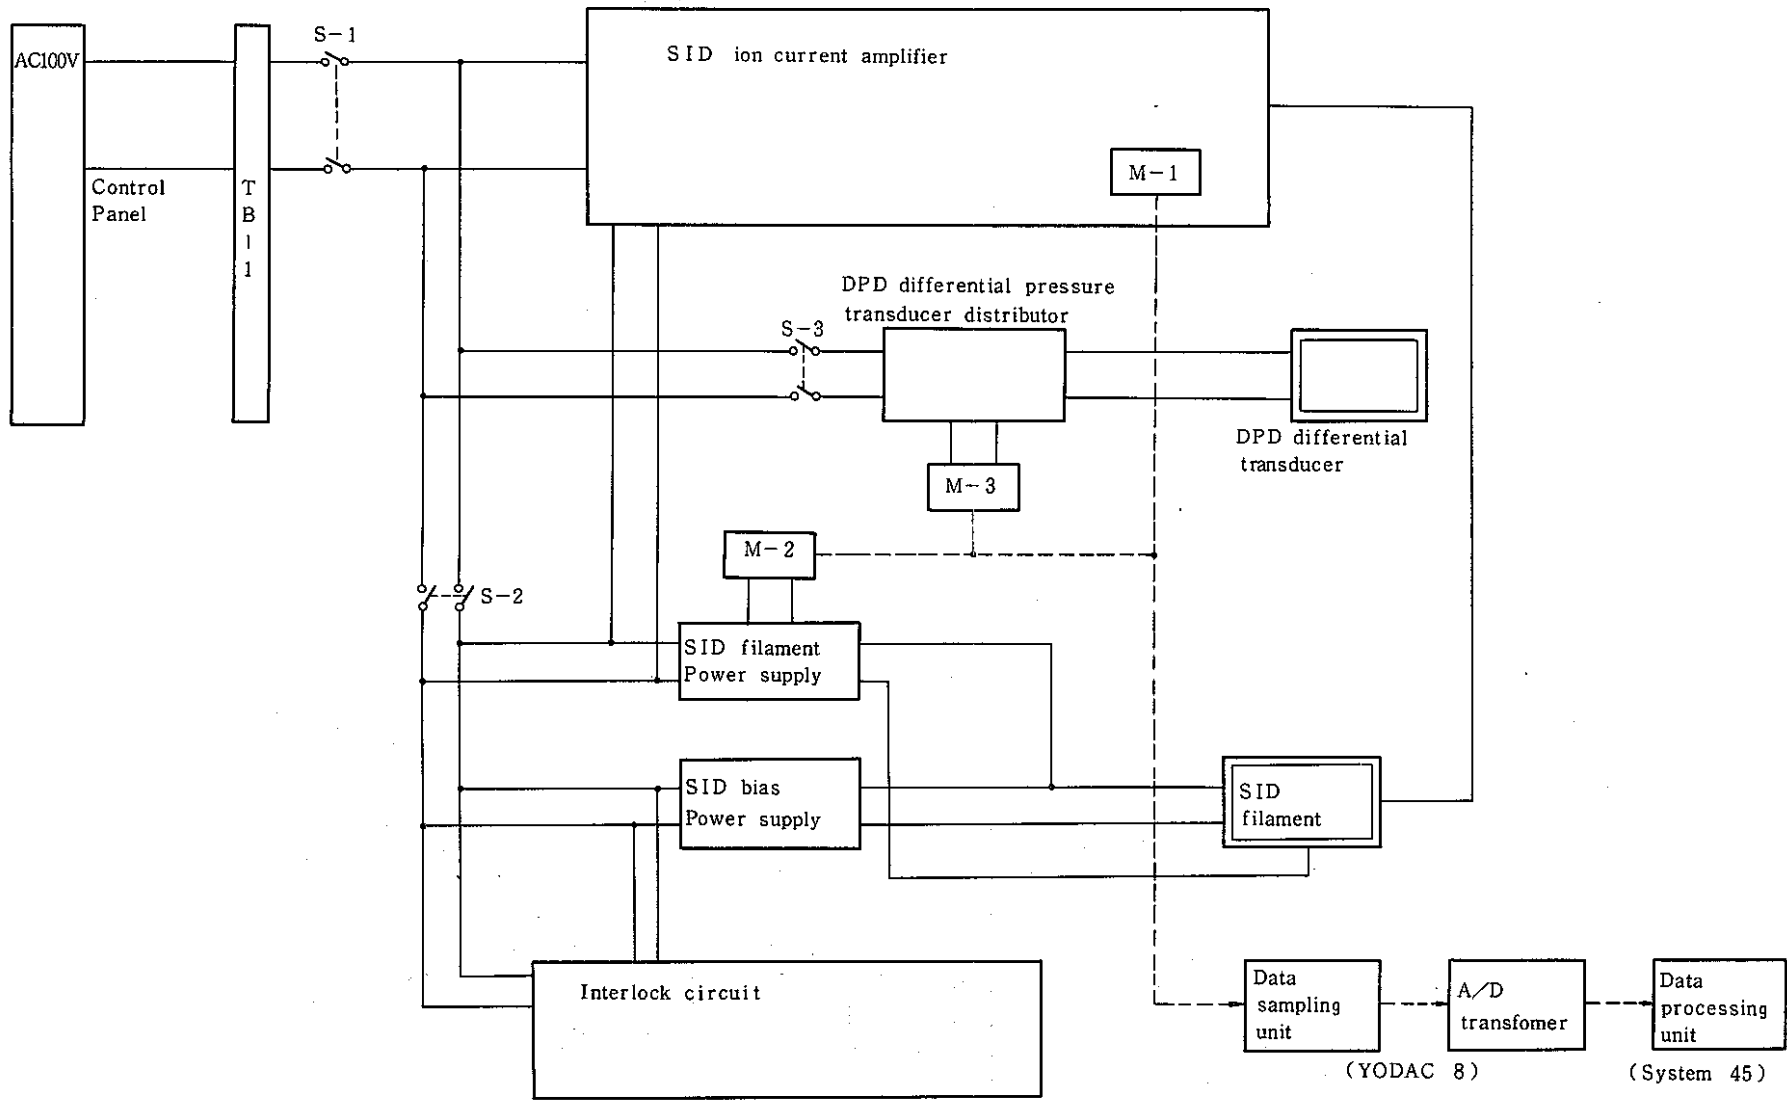 AC100V
Control
Panel
T
B
|
1
S-1
SID ion current amplifier
M-1
DPD differential pressure
transducer distributor
S-3
DPD differential
transducer
M-3
M-2
S-2
SID filament
Power supply
SID bias
Power supply
SID
filament
Interlock circuit
Data
sampling
unit
A/D
transfomer
Data
processing
unit
(YODAC 8)
(System 45)